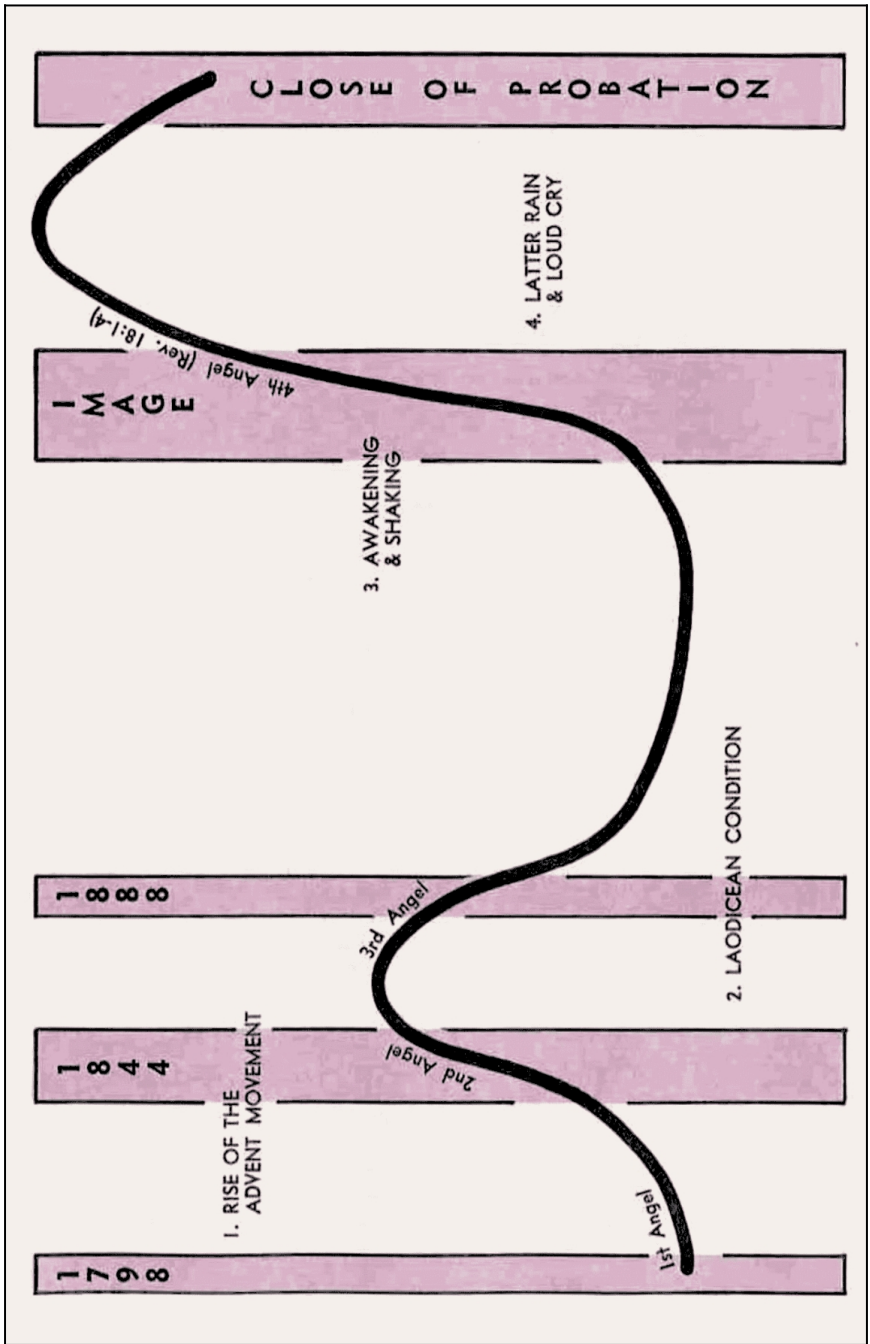 1798
1st Angel
1. RISE OF THE
ADVENT MOVEMENT
1844
2nd Angel
3rd Angel
1888
2. LAODICEAN CONDITION
3. AWAKENING
& SHAKING
IMAGE
4th Angel (Rev. 18:1-4)
4. LATTER RAIN
& LOUD CRY
CLOSE OF PROBATION